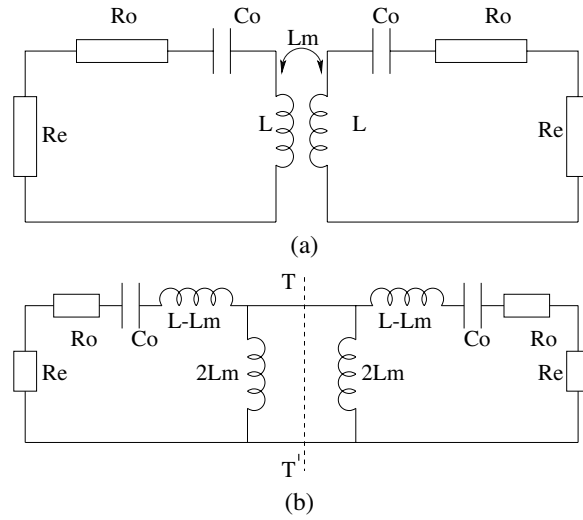 Ro Co Lm Co Ro
Re L L Re
(a)
T
Ro Co L-Lm L-Lm Co Ro
Re 2Lm 2Lm Re
T'
(b)